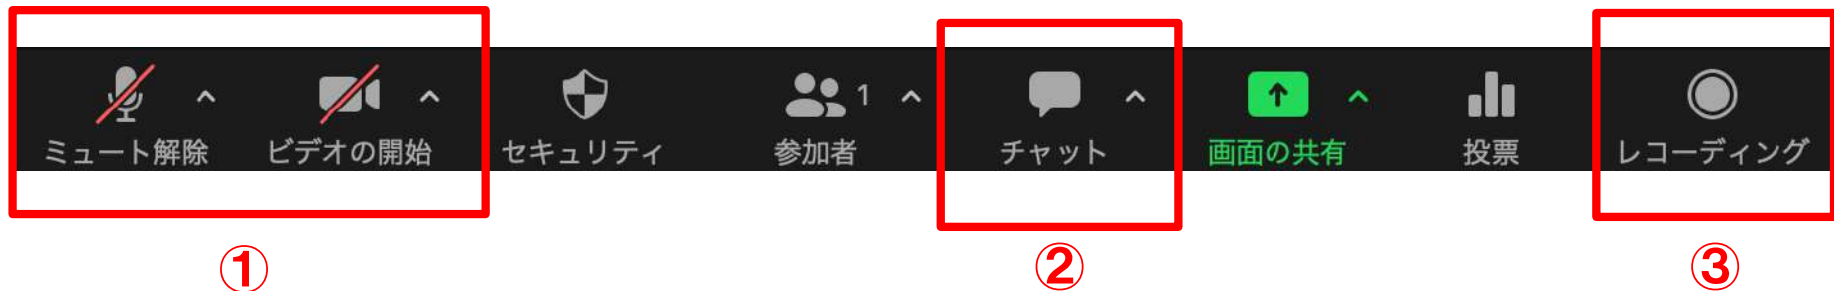 1
ミュート解除 ビデオの開始 セキュリティ 参加者 チャット 画面の共有 投票 レコーディング
① ② ③